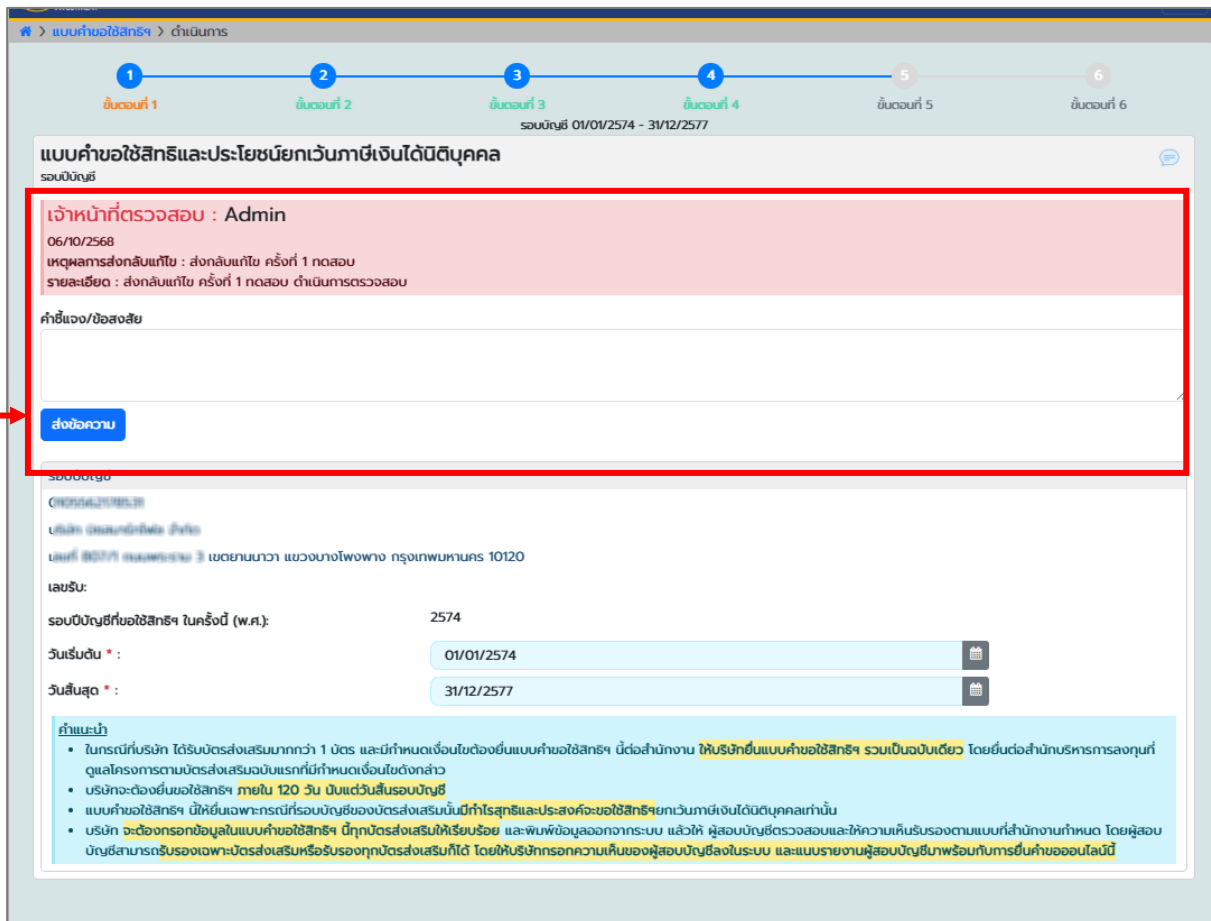 แบบคำขอใช้สิทธิฯ > ดำเนินการ
1 2 3 4 5 6
ขั้นตอนที่ 1 ขั้นตอนที่ 2 ขั้นตอนที่ 3 ขั้นตอนที่ 4 ขั้นตอนที่ 5 ขั้นตอนที่ 6
รอบบัญชี 01/01/2574 - 31/12/2577
แบบคำขอใช้สิทธิและประโยชน์ยกเว้นภาษีเงินได้นิติบุคคล
รอบปีบัญชี
เจ้าหน้าที่ตรวจสอบ : Admin
06/10/2568
เหตุผลการส่งกลับแก้ไข : ส่งกลับแก้ไข ครั้งที่ 1 ทดสอบ
รายละเอียด : ส่งกลับแก้ไข ครั้งที่ 1 ทดสอบ ดำเนินการตรวจสอบ
คำชี้แจง/ข้อสงสัย
ส่งข้อความ
รอบปีบัญชี
เขตยานนาวา แขวงบางโพงพาง กรุงเทพมหานคร 10120
เลขรับ:
รอบปีบัญชีที่ขอใช้สิทธิฯ ในครั้งนี้ (พ.ศ.): 2574
วันเริ่มต้น * : 01/01/2574
วันสิ้นสุด * : 31/12/2577
คำแนะนำ
• ในกรณีที่บริษัท ได้รับบัตรส่งเสริมมากกว่า 1 บัตร และมีกำหนดเงื่อนไขต้องยื่นแบบคำขอใช้สิทธิฯ นี้ต่อสำนักงาน ให้บริษัทยื่นแบบคำขอใช้สิทธิฯ รวมเป็นฉบับเดียว โดยยื่นต่อสำนักบริหารการลงทุนที่
ดูแลโครงการตามบัตรส่งเสริมฉบับแรกที่มีกำหนดเงื่อนไขดังกล่าว
• บริษัทจะต้องยื่นขอใช้สิทธิฯ ภายใน 120 วัน นับแต่วันสิ้นรอบบัญชี
• แบบคำขอใช้สิทธิฯ นี้ให้ยื่นเฉพาะกรณีที่รอบบัญชีของบัตรส่งเสริมนั้นมีกำไรสุทธิและประสงค์จะขอใช้สิทธิฯยกเว้นภาษีเงินได้นิติบุคคลเท่านั้น
• บริษัท จะต้องกรอกข้อมูลในแบบคำขอใช้สิทธิฯ นี้ทุกบัตรส่งเสริมให้เรียบร้อย และพิมพ์ข้อมูลออกจากระบบ แล้วให้ ผู้สอบบัญชีตรวจสอบและให้ความเห็นรับรองตามแบบที่สำนักงานกำหนด โดยผู้สอบ
บัญชีสามารถรับรองเฉพาะบัตรส่งเสริมหรือรับรองทุกบัตรส่งเสริมก็ได้ โดยให้บริษัทกรอกความเห็นของผู้สอบบัญชีลงในระบบ และแนบรายงานผู้สอบบัญชีมาพร้อมกับการยื่นคำขอออนไลน์นี้